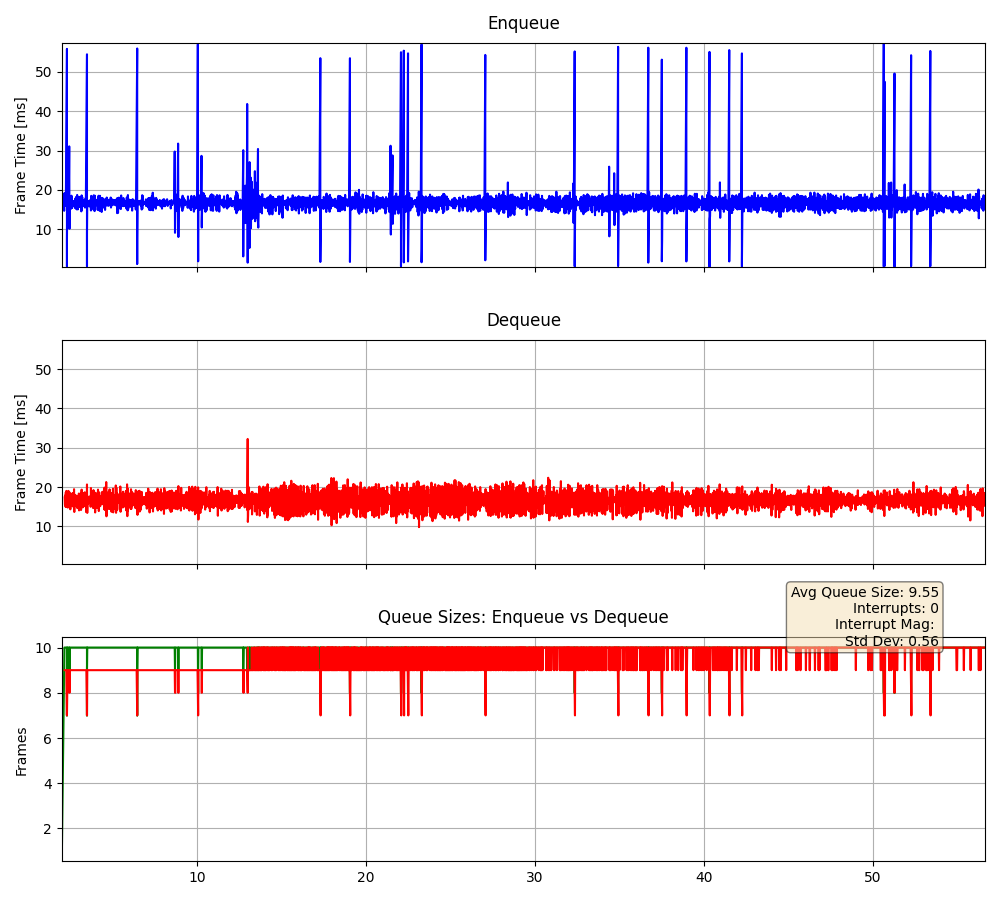 Enqueue
Frame Time [ms]
50
40
30
20
10
Dequeue
Frame Time [ms]
50
40
30
20
10
Avg Queue Size: 9.55
Interrupts: 0
Interrupt Mag:
Std Dev: 0.56
Queue Sizes: Enqueue vs Dequeue
Frames
10
8
6
4
2
10 20 30 40 50